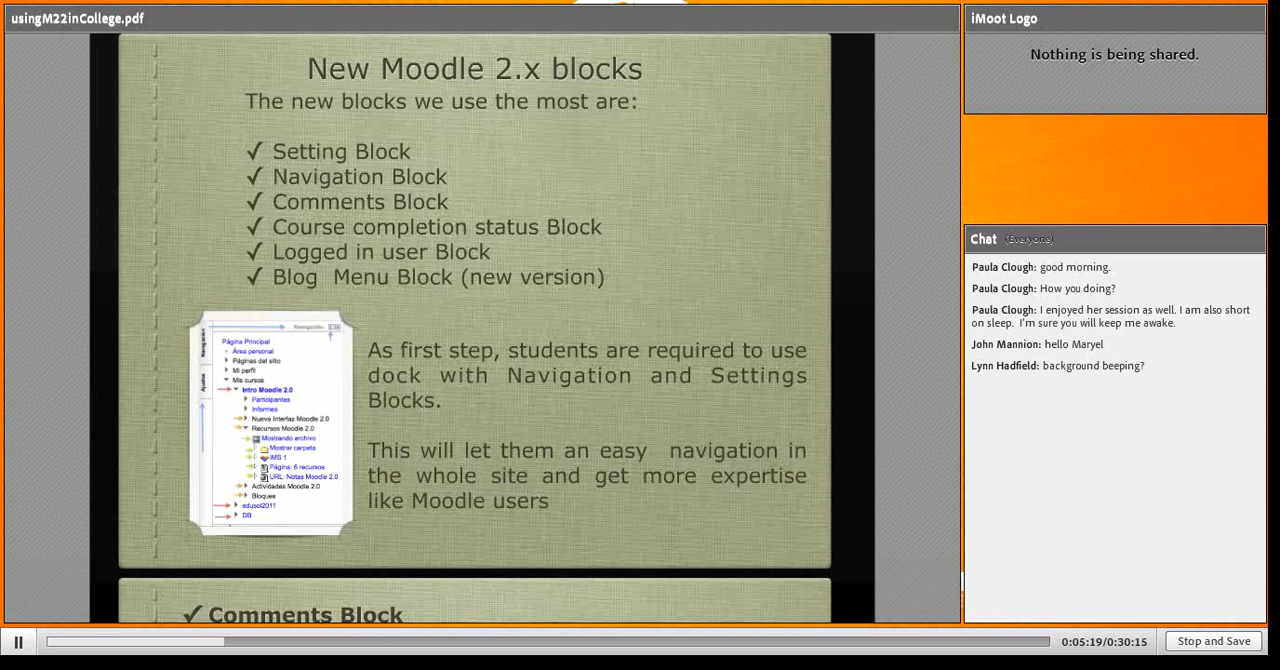 usingM22inCollege.pdf
New Moodle 2.x blocks
The new blocks we use the most are:
✓ Setting Block
✓ Navigation Block
✓ Comments Block
✓ Course completion status Block
✓ Logged in user Block
✓ Blog Menu Block (new version)
Navegación
Navegación
Ajustes
Página Principal
Área personal
Páginas del sitio
Mi perfil
Mis cursos
Intro Moodle 2.0
Participantes
Informes
Nueva Interfaz Moodle 2.0
Recursos Moodle 2.0
Mostrando archivo
Mostrar carpeta
IMS 1
Página: 6 recursos
URL: Notas Moodle 2.0
Actividades Moodle 2.0
Bloques
edusol2011
DB
As first step, students are required to use
dock with Navigation and Settings
Blocks.
This will let them an easy navigation in
the whole site and get more expertise
like Moodle users
✓ Comments Block
iMoot Logo
Nothing is being shared.
Chat (Everyone)
Paula Clough: good morning.
Paula Clough: How you doing?
Paula Clough: I enjoyed her session as well. I am also short
on sleep. I'm sure you will keep me awake.
John Mannion: hello Maryel
Lynn Hadfield: background beeping?
0:05:19/0:30:15
Stop and Save